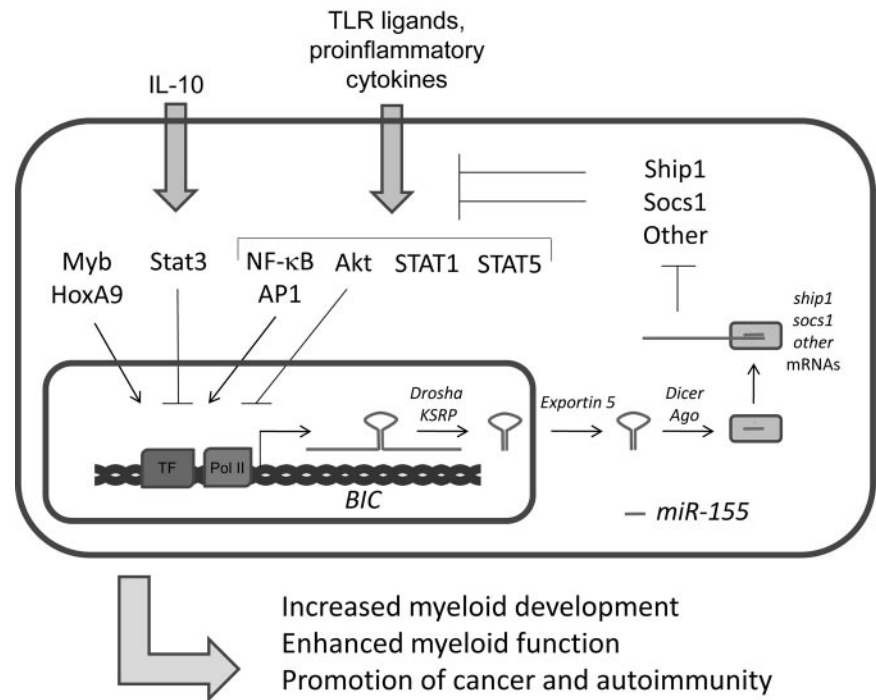 TLR ligands,
proinflammatory
cytokines
IL-10
Ship1
Socs1
Other
Myb
HoxA9
Stat3
NF-κB
AP1
Akt
STAT1
STAT5
ship1
socs1
other
mRNAs
Drosha
KSRP
Exportin 5
Dicer
Ago
TF
Pol II
BIC
miR-155
Increased myeloid development
Enhanced myeloid function
Promotion of cancer and autoimmunity